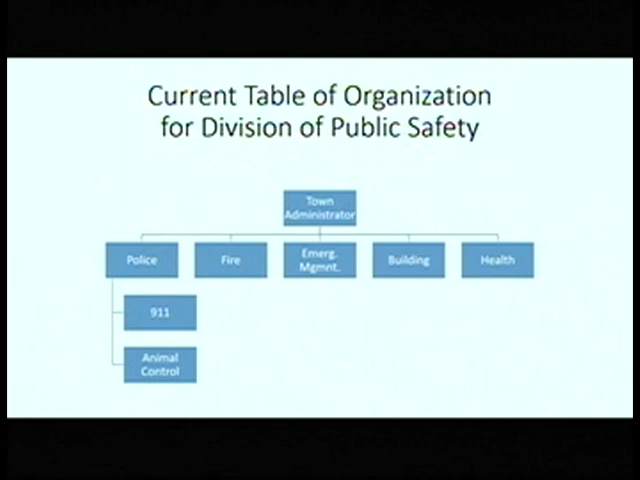 Current Table of Organization
for Division of Public Safety
Town
Administrator
Police
Fire
Emerg.
Mgmnt.
Building
Health
911
Animal
Control